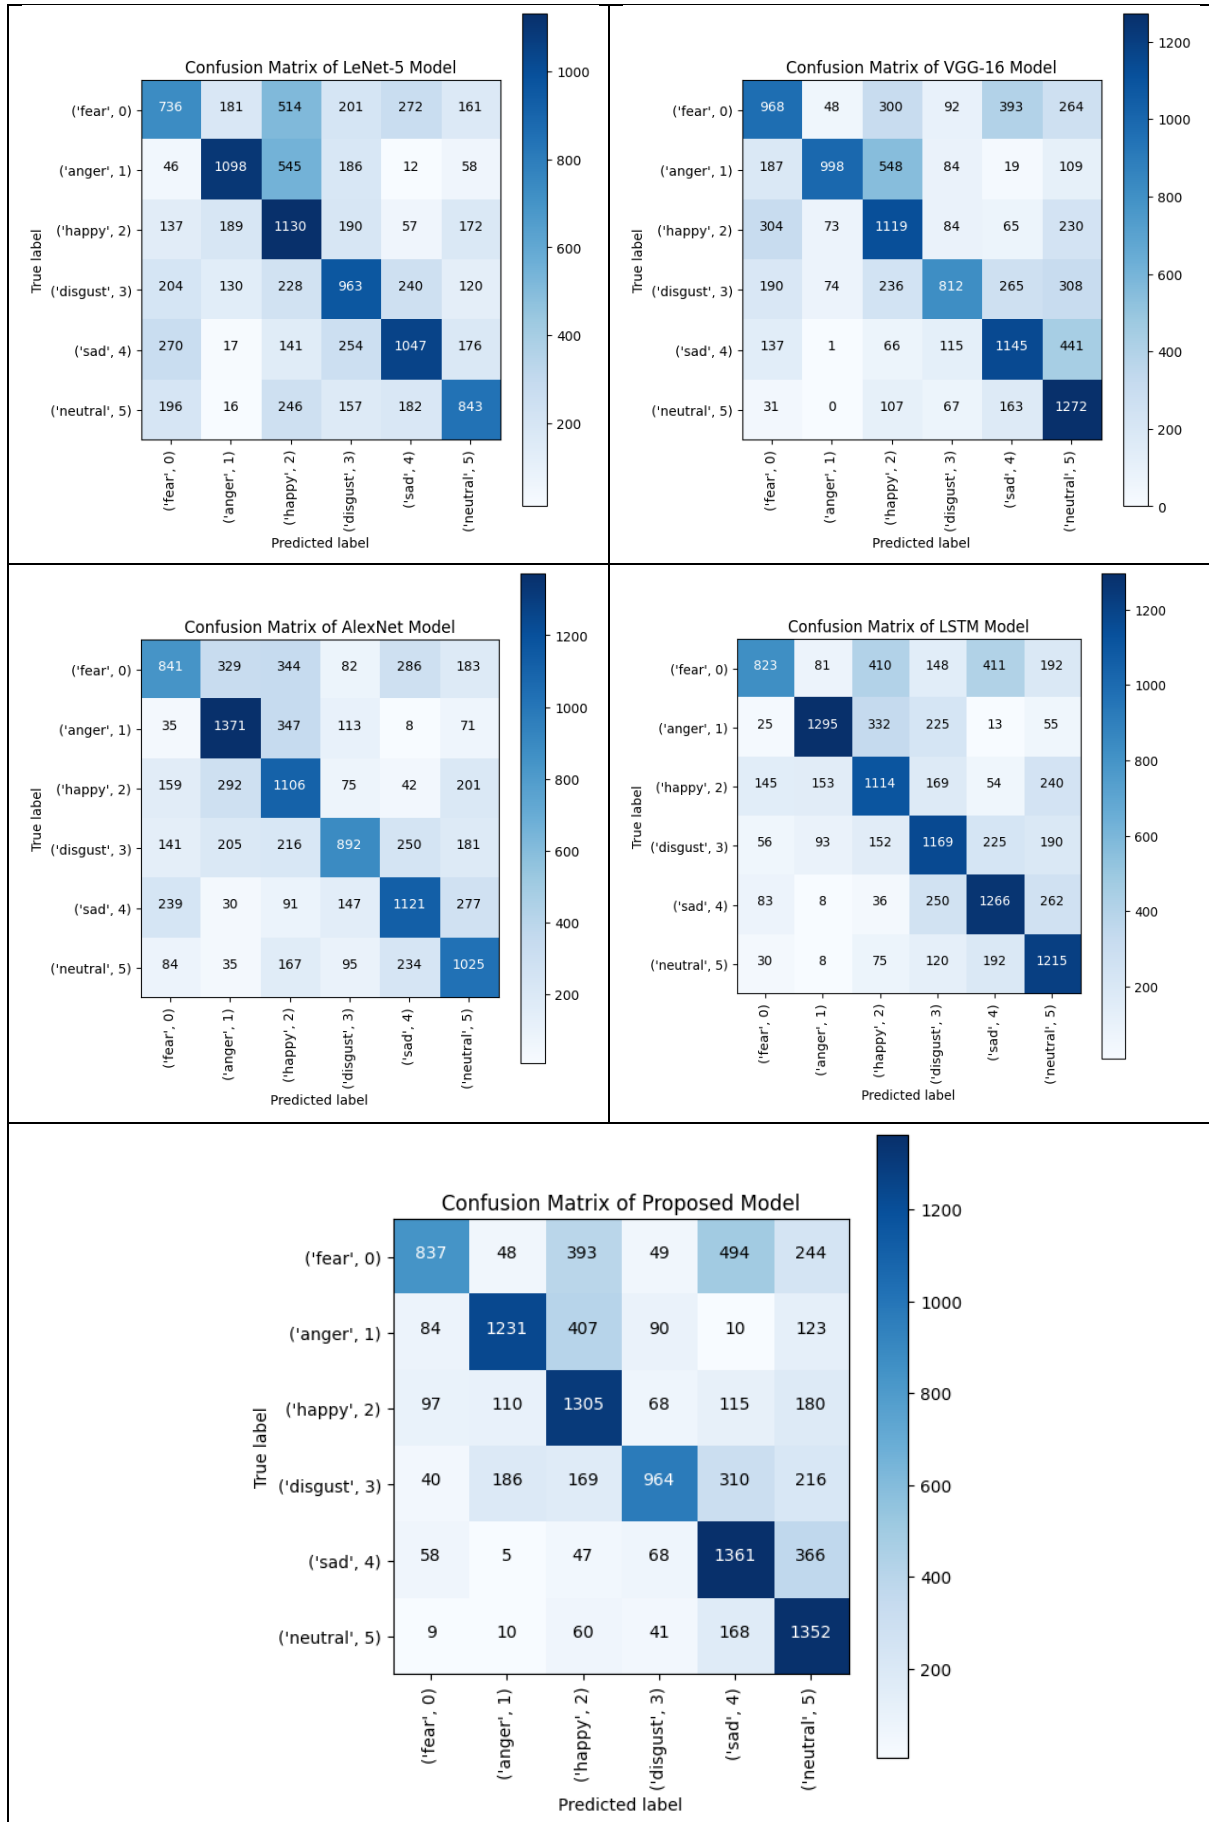 Confusion Matrix of LeNet-5 Model
('fear', 0) 736 181 514 201 272 161
('anger', 1) 46 1098 545 186 12 58
('happy', 2) 137 189 1130 190 57 172
('disgust', 3) 204 130 228 963 240 120
('sad', 4) 270 17 141 254 1047 176
('neutral', 5) 196 16 246 157 182 843
True label
('fear', 0) ('anger', 1) ('happy', 2) ('disgust', 3) ('sad', 4) ('neutral', 5)
Predicted label
1000
800
600
400
200
Confusion Matrix of VGG-16 Model
('fear', 0) 968 48 300 92 393 264
('anger', 1) 187 998 548 84 19 109
('happy', 2) 304 73 1119 84 65 230
('disgust', 3) 190 74 236 812 265 308
('sad', 4) 137 1 66 115 1145 441
('neutral', 5) 31 0 107 67 163 1272
True label
('fear', 0) ('anger', 1) ('happy', 2) ('disgust', 3) ('sad', 4) ('neutral', 5)
Predicted label
1200
1000
800
600
400
200
0
Confusion Matrix of AlexNet Model
('fear', 0) 841 329 344 82 286 183
('anger', 1) 35 1371 347 113 8 71
('happy', 2) 159 292 1106 75 42 201
('disgust', 3) 141 205 216 892 250 181
('sad', 4) 239 30 91 147 1121 277
('neutral', 5) 84 35 167 95 234 1025
True label
('fear', 0) ('anger', 1) ('happy', 2) ('disgust', 3) ('sad', 4) ('neutral', 5)
Predicted label
1200
1000
800
600
400
200
Confusion Matrix of LSTM Model
('fear', 0) 823 81 410 148 411 192
('anger', 1) 25 1295 332 225 13 55
('happy', 2) 145 153 1114 169 54 240
('disgust', 3) 56 93 152 1169 225 190
('sad', 4) 83 8 36 250 1266 262
('neutral', 5) 30 8 75 120 192 1215
True label
('fear', 0) ('anger', 1) ('happy', 2) ('disgust', 3) ('sad', 4) ('neutral', 5)
Predicted label
1200
1000
800
600
400
200
Confusion Matrix of Proposed Model
('fear', 0) 837 48 393 49 494 244
('anger', 1) 84 1231 407 90 10 123
('happy', 2) 97 110 1305 68 115 180
('disgust', 3) 40 186 169 964 310 216
('sad', 4) 58 5 47 68 1361 366
('neutral', 5) 9 10 60 41 168 1352
True label
('fear', 0) ('anger', 1) ('happy', 2) ('disgust', 3) ('sad', 4) ('neutral', 5)
Predicted label
1200
1000
800
600
400
200